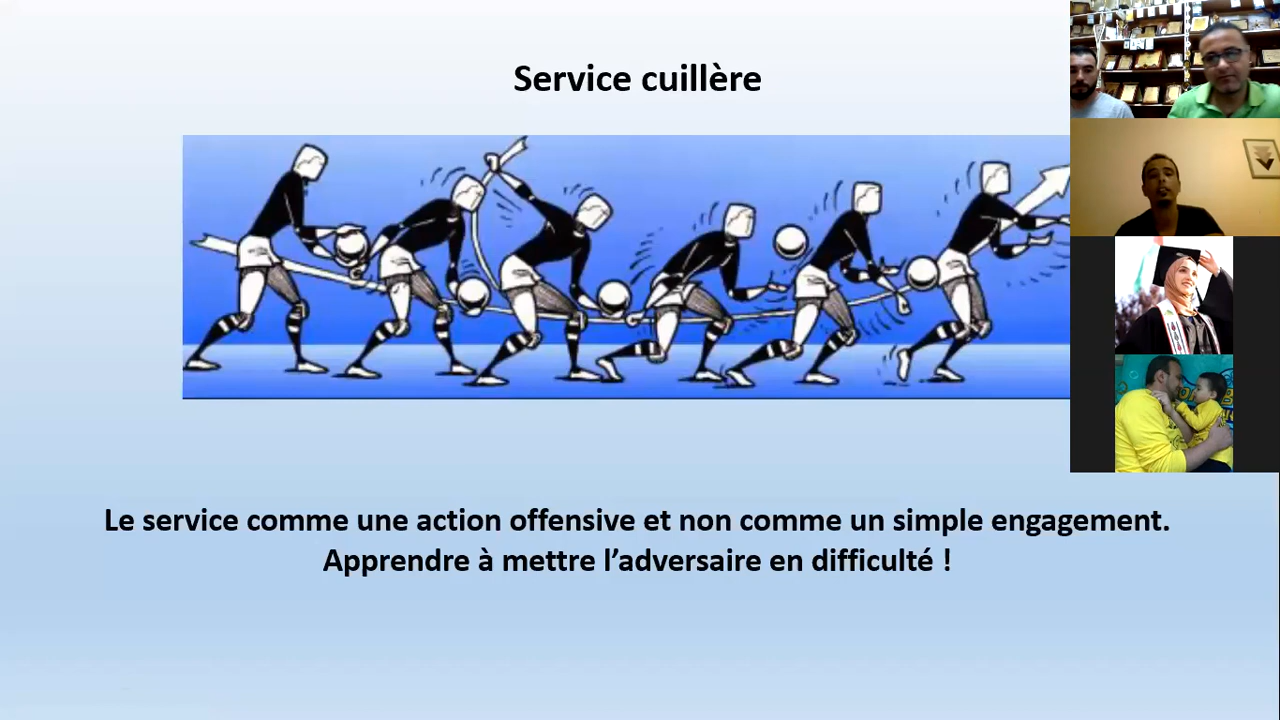 Service cuillère
Le service comme une action offensive et non comme un simple engagement.
Apprendre à mettre l’adversaire en difficulté !